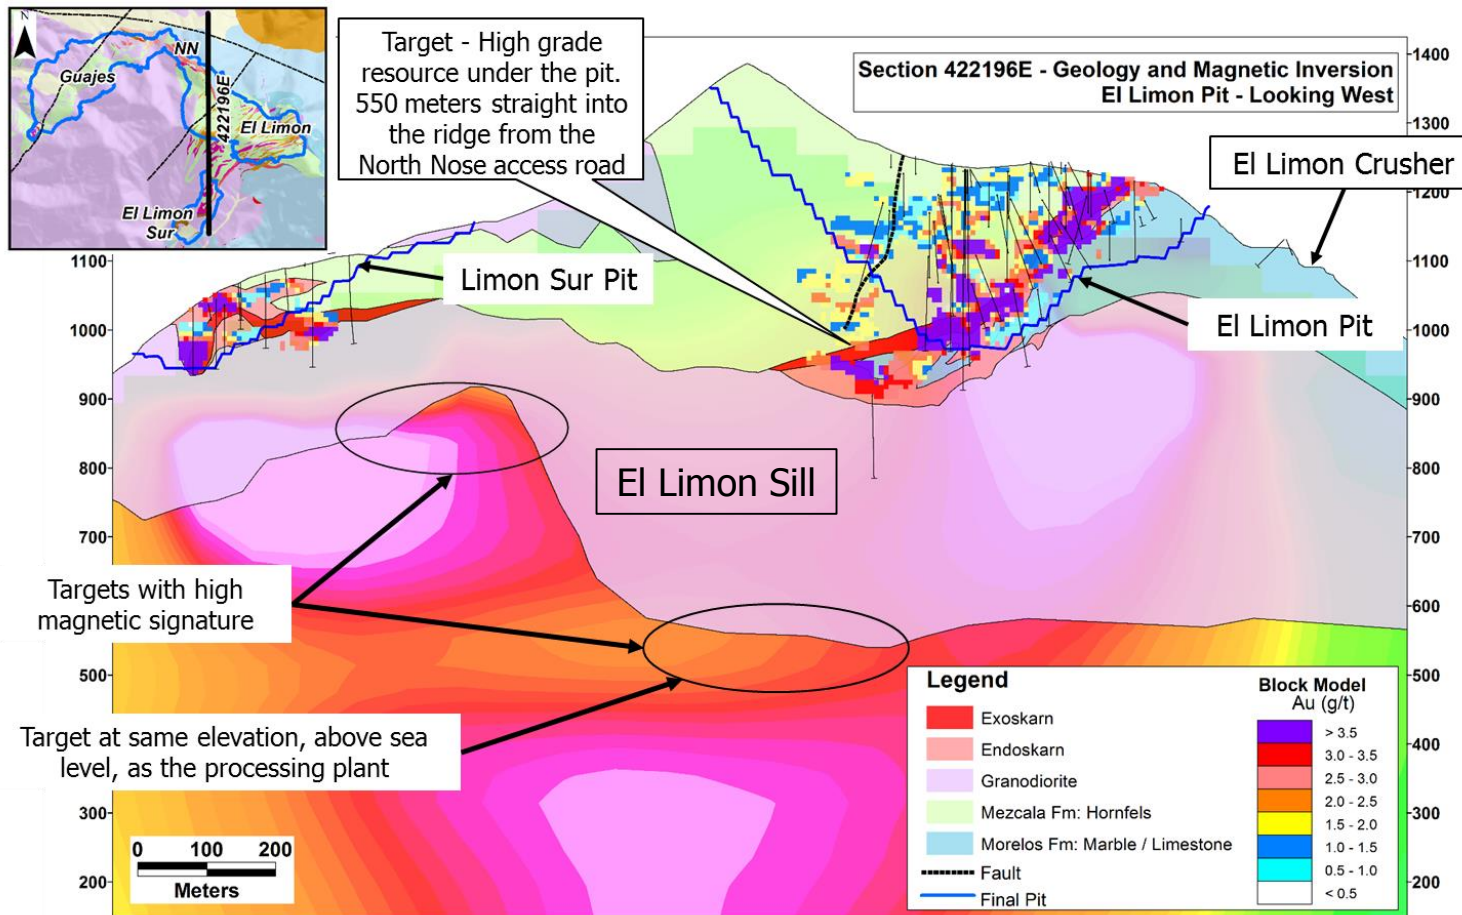 N
NN
Guajes
422196E
El Limon
El Limon
Sur
Target - High grade
resource under the pit.
550 meters straight into
the ridge from the
North Nose access road
Section 422196E - Geology and Magnetic Inversion
El Limon Pit - Looking West
El Limon Crusher
Limon Sur Pit
El Limon Pit
El Limon Sill
Targets with high
magnetic signature
Target at same elevation, above sea
level, as the processing plant
1100
1000
900
800
700
500
300
200
1400
1300
1200
1100
1000
900
800
700
600
500
400
300
200
0 100 200
Meters
Legend
Exoskarn
Endoskarn
Granodiorite
Mezcala Fm: Hornfels
Morelos Fm: Marble / Limestone
Fault
Final Pit
Block Model
Au (g/t)
> 3.5
3.0 - 3.5
2.5 - 3.0
2.0 - 2.5
1.5 - 2.0
1.0 - 1.5
0.5 - 1.0
< 0.5